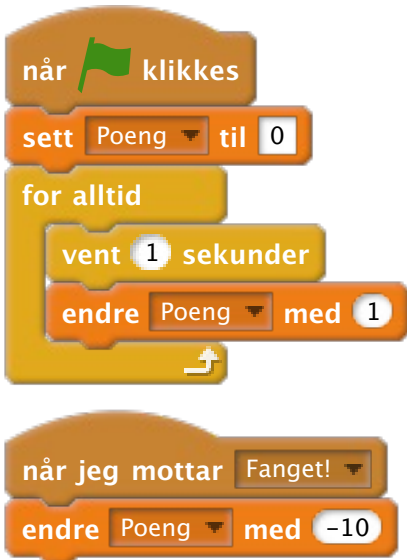 når klikkes
sett Poeng til 0
for alltid
vent 1 sekunder
endre Poeng med 1
når jeg mottar Fanget!
endre Poeng med -10